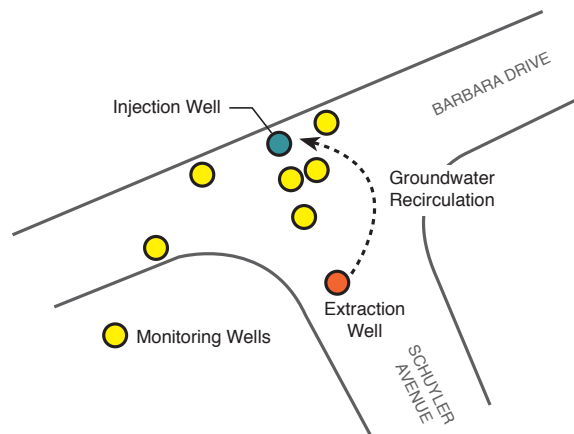 BARBARA DRIVE
Injection Well
Groundwater
Recirculation
Extraction
Well
Monitoring Wells
SCHUYLER
AVENUE